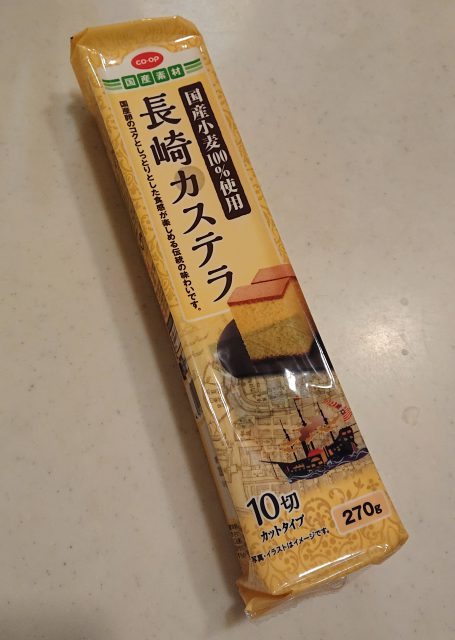 CO·OP
国産素材
国産小麦100%使用
長崎カステラ
国産卵のコクとしっとりとした食感が楽しめる伝統の味わいです。
10切
カットタイプ
270g
写真・イラストはイメージです。